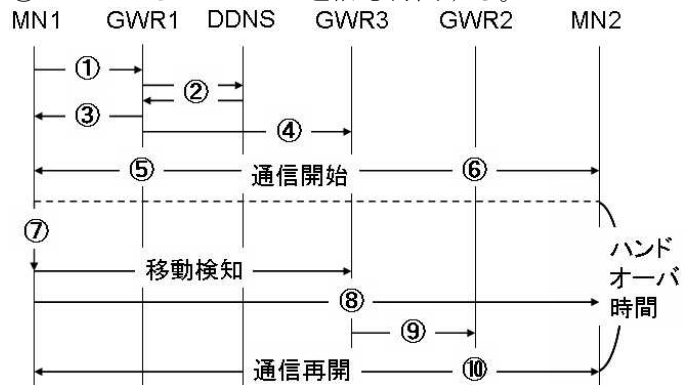 MN1 GWR1 DDNS GWR3 GWR2 MN2
①
②
③
④
⑤ 通信開始 ⑥
⑦
移動検知
⑧
⑨
通信再開 ⑩
ハンド
オーバ
時間